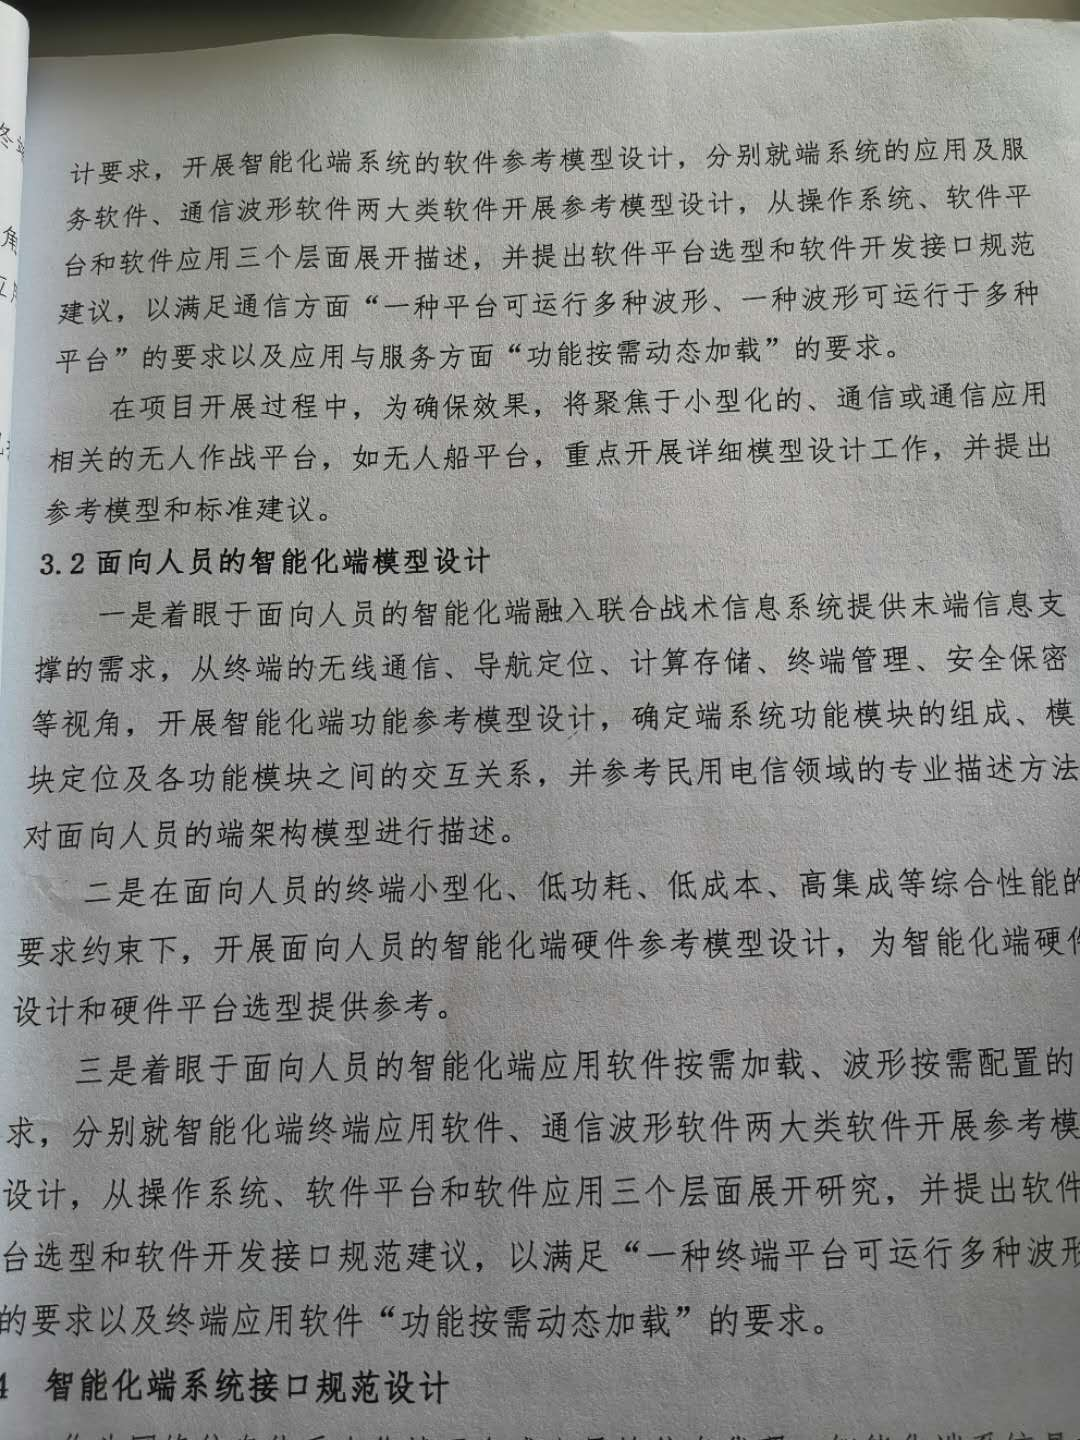 计要求，开展智能化端系统的软件参考模型设计，分别就端系统的应用及服
务软件、通信波形软件两大类软件开展参考模型设计，从操作系统、软件平
台和软件应用三个层面展开描述，并提出软件平台选型和软件开发接口规范
建议，以满足通信方面“一种平台可运行多种波形、一种波形可运行于多种
平台”的要求以及应用与服务方面“功能按需动态加载”的要求。
在项目开展过程中，为确保效果，将聚焦于小型化的、通信或通信应用
相关的无人作战平台，如无人船平台，重点开展详细模型设计工作，并提出
参考模型和标准建议。
3.2 面向人员的智能化端模型设计
一是着眼于面向人员的智能化端融入联合战术信息系统提供末端信息支
撑的需求，从终端的无线通信、导航定位、计算存储、终端管理、安全保密
等视角，开展智能化端功能参考模型设计，确定端系统功能模块的组成、模
块定位及各功能模块之间的交互关系，并参考民用电信领域的专业描述方法
对面向人员的端架构模型进行描述。
二是在面向人员的终端小型化、低功耗、低成本、高集成等综合性能的
要求约束下，开展面向人员的智能化端硬件参考模型设计，为智能化端硬件
设计和硬件平台选型提供参考。
三是着眼于面向人员的智能化端应用软件按需加载、波形按需配置的
求，分别就智能化端终端应用软件、通信波形软件两大类软件开展参考模
设计，从操作系统、软件平台和软件应用三个层面展开研究，并提出软件
台选型和软件开发接口规范建议，以满足“一种终端平台可运行多种波形
的要求以及终端应用软件“功能按需动态加载”的要求。
4 智能化端系统接口规范设计